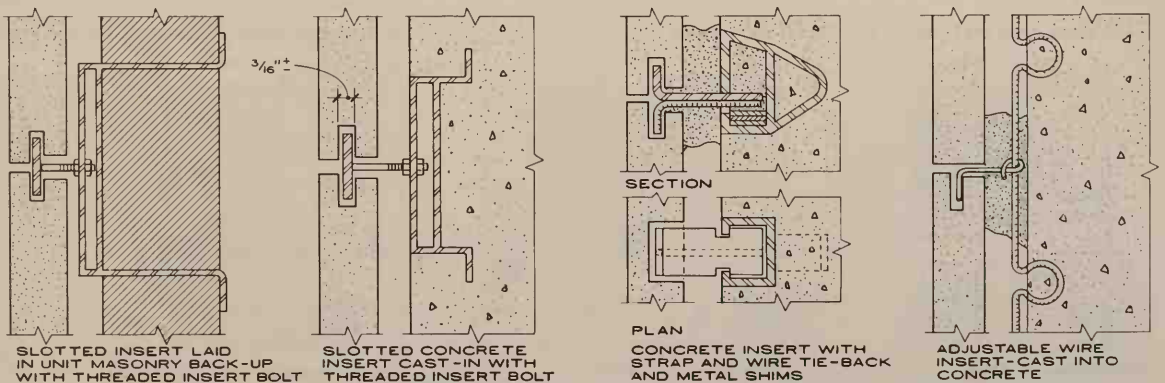 3/16"±
SLOTTED INSERT LAID
IN UNIT MASONRY BACK-UP
WITH THREADED INSERT BOLT
SLOTTED CONCRETE
INSERT CAST-IN WITH
THREADED INSERT BOLT
SECTION
PLAN
CONCRETE INSERT WITH
STRAP AND WIRE TIE-BACK
AND METAL SHIMS
ADJUSTABLE WIRE
INSERT-CAST INTO
CONCRETE